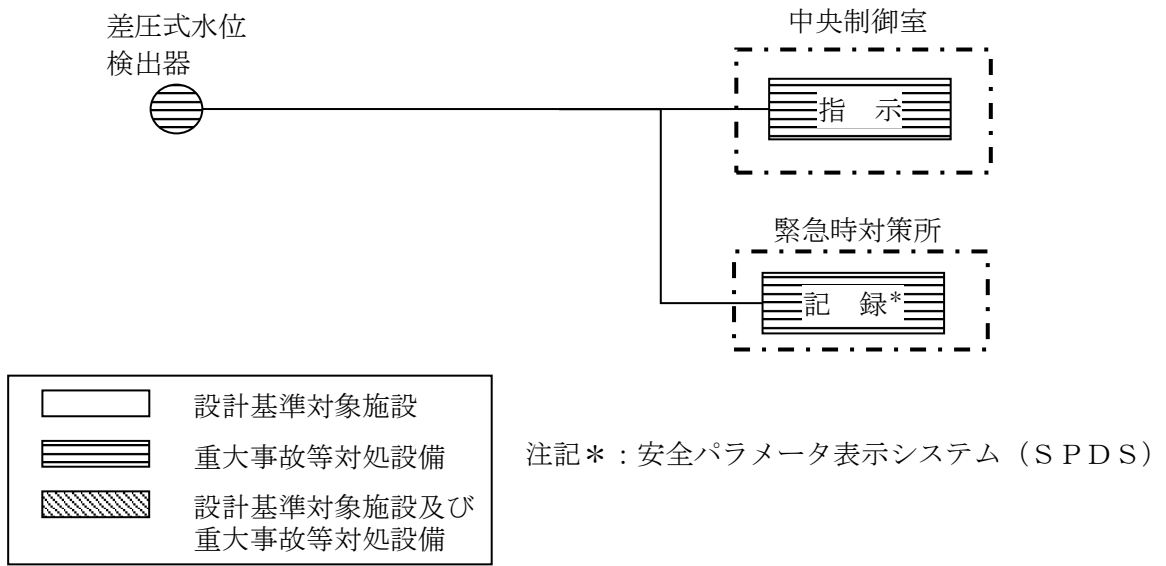 差圧式水位
検出器
中央制御室
指　示
緊急時対策所
記　録*
設計基準対象施設
重大事故等対処設備
設計基準対象施設及び
重大事故等対処設備
注記＊：安全パラメータ表示システム（ＳＰＤＳ）